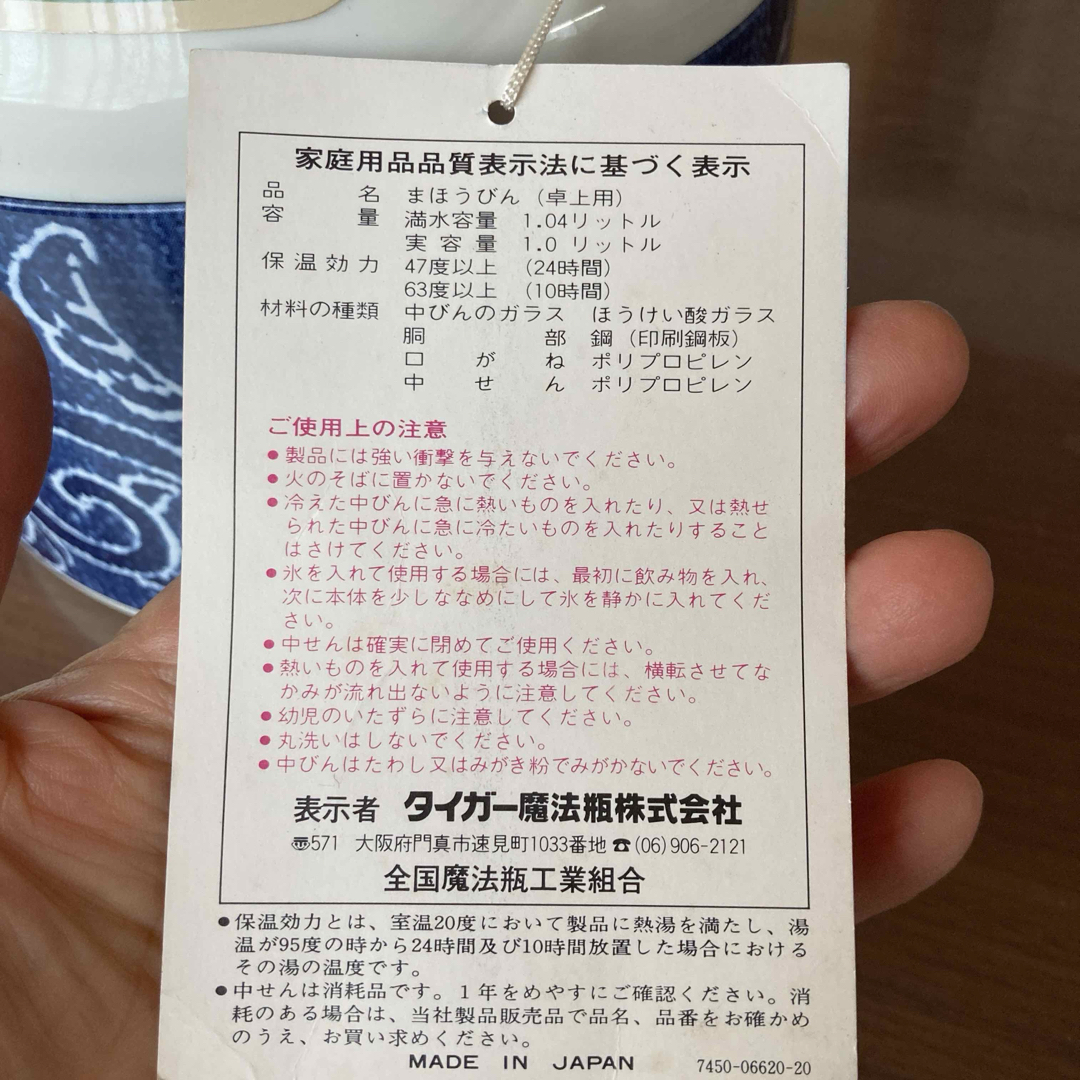 家庭用品品質表示法に基づく表示
品名 まほうびん（卓上用）
容量 満水容量 1.04リットル
実容量 1.0 リットル
保温効力 47度以上 （24時間）
63度以上 （10時間）
材料の種類 中びんのガラス ほうけい酸ガラス
胴部 鋼（印刷鋼板）
口がね ポリプロピレン
中せん ポリプロピレン
ご使用上の注意
●製品には強い衝撃を与えないでください。
●火のそばに置かないでください。
●冷えた中びんに急に熱いものを入れたり、又は熱せ
られた中びんに急に冷たいものを入れたりすること
はさけてください。
●氷を入れて使用する場合には、最初に飲み物を入れ、
次に本体を少しななめにして氷を静かに入れてくだ
さい。
●中せんは確実に閉めてご使用ください。
●熱いものを入れて使用する場合には、横転させてな
かみが流れ出ないように注意してください。
●幼児のいたずらに注意してください。
●丸洗いはしないでください。
●中びんはたわし又はみがき粉でみがかないでください。
表示者 タイガー魔法瓶株式会社
〠571 大阪府門真市速見町1033番地 ☎(06)906-2121
全国魔法瓶工業組合
●保温効力とは、室温20度において製品に熱湯を満たし、湯
温が95度の時から24時間及び10時間放置した場合における
その湯の温度です。
●中せんは消耗品です。1年をめやすにご確認ください。消
耗のある場合は、当社製品販売品で品名、品番をお確かめ
のうえ、お買い求めください。
MADE IN JAPAN 7450-06620-20